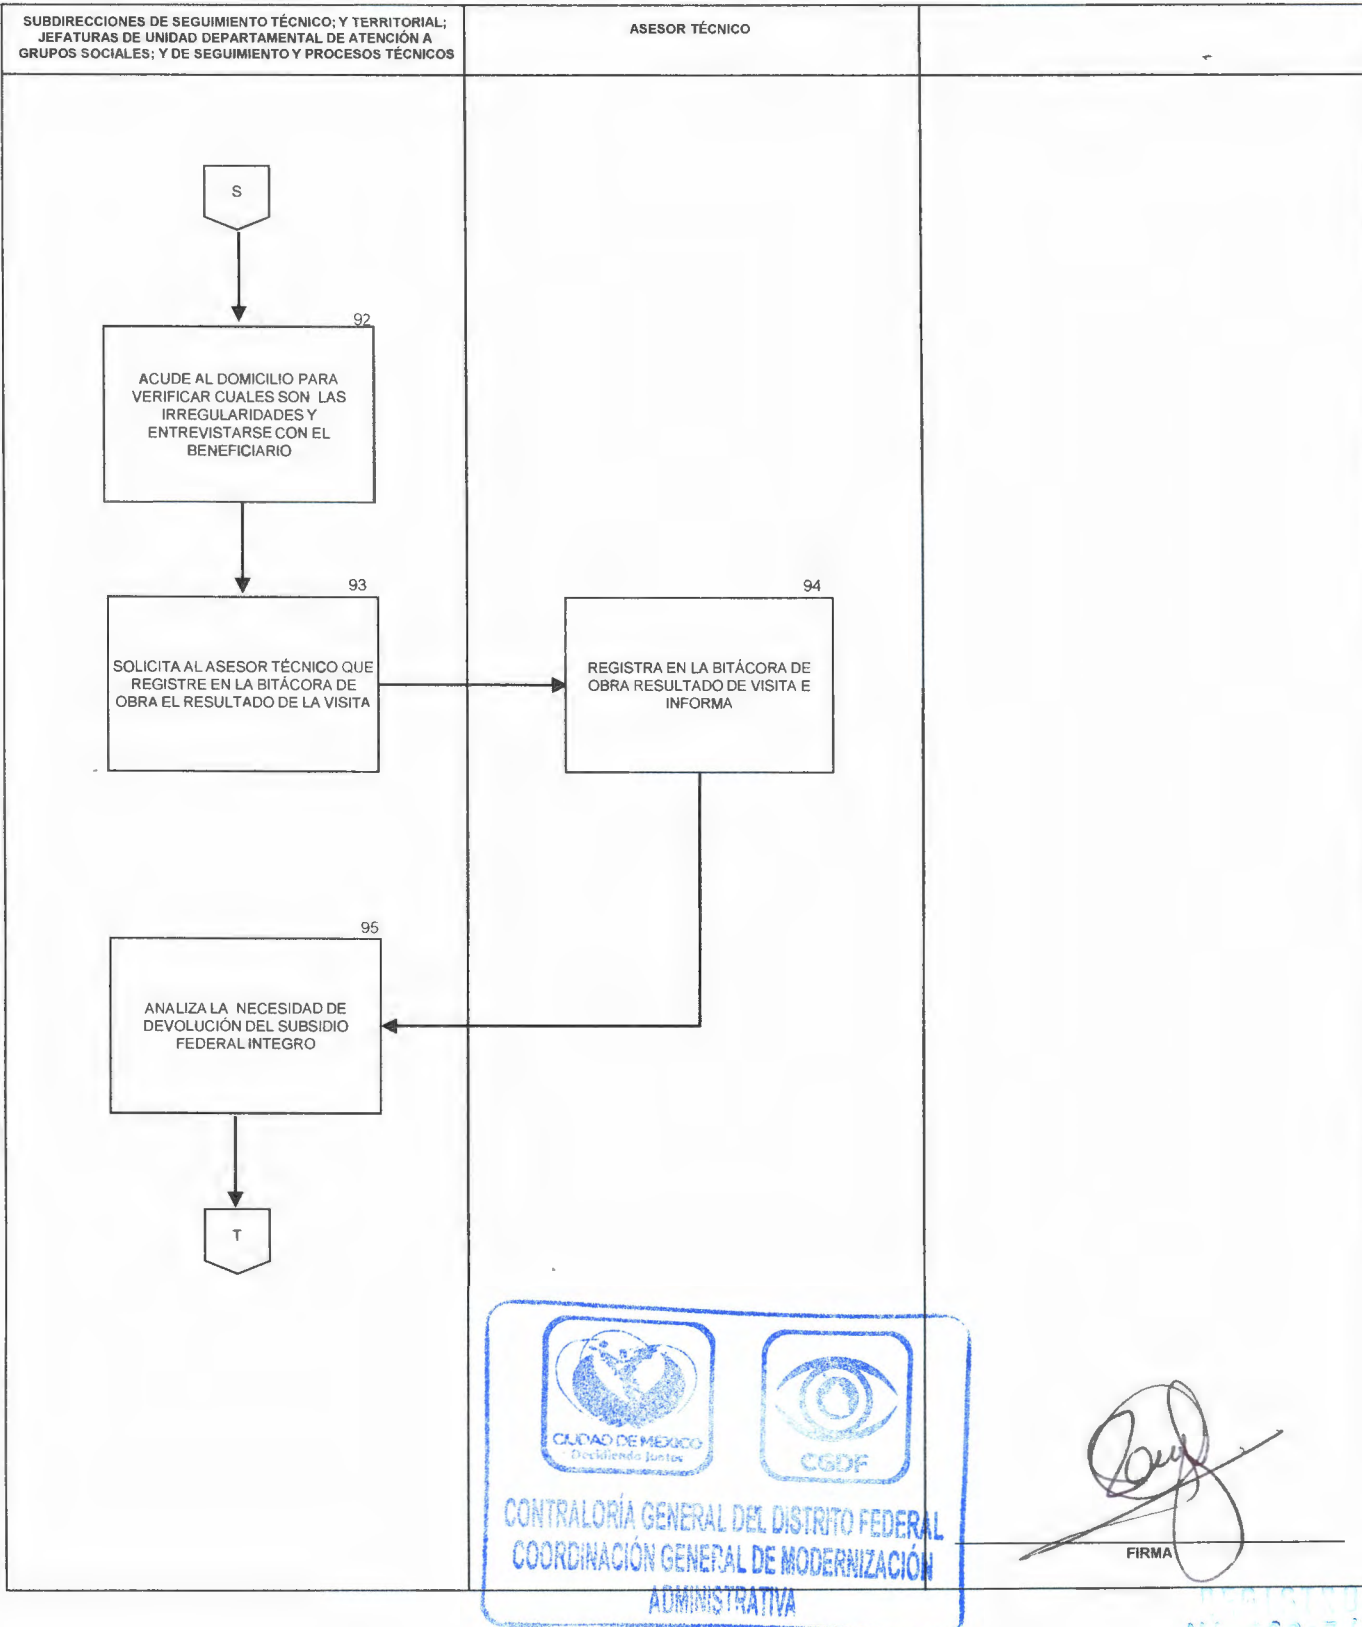 SUBDIRECCIONES DE SEGUIMIENTO TÉCNICO; Y TERRITORIAL;
JEFATURAS DE UNIDAD DEPARTAMENTAL DE ATENCIÓN A
GRUPOS SOCIALES; Y DE SEGUIMIENTO Y PROCESOS TÉCNICOS
ASESOR TÉCNICO
S
92
ACUDE AL DOMICILIO PARA
VERIFICAR CUALES SON LAS
IRREGULARIDADES Y
ENTREVISTARSE CON EL
BENEFICIARIO
93
SOLICITA AL ASESOR TÉCNICO QUE
REGISTRE EN LA BITÁCORA DE
OBRA EL RESULTADO DE LA VISITA
94
REGISTRA EN LA BITÁCORA DE
OBRA RESULTADO DE VISITA E
INFORMA
95
ANALIZA LA NECESIDAD DE
DEVOLUCIÓN DEL SUBSIDIO
FEDERAL INTEGRO
T
CIUDAD DE MÉXICO
Decidiendo Juntos
CGDF
CONTRALORÍA GENERAL DEL DISTRITO FEDERAL
COORDINACIÓN GENERAL DE MODERNIZACIÓN
ADMINISTRATIVA
FIRMA
REGISTRO